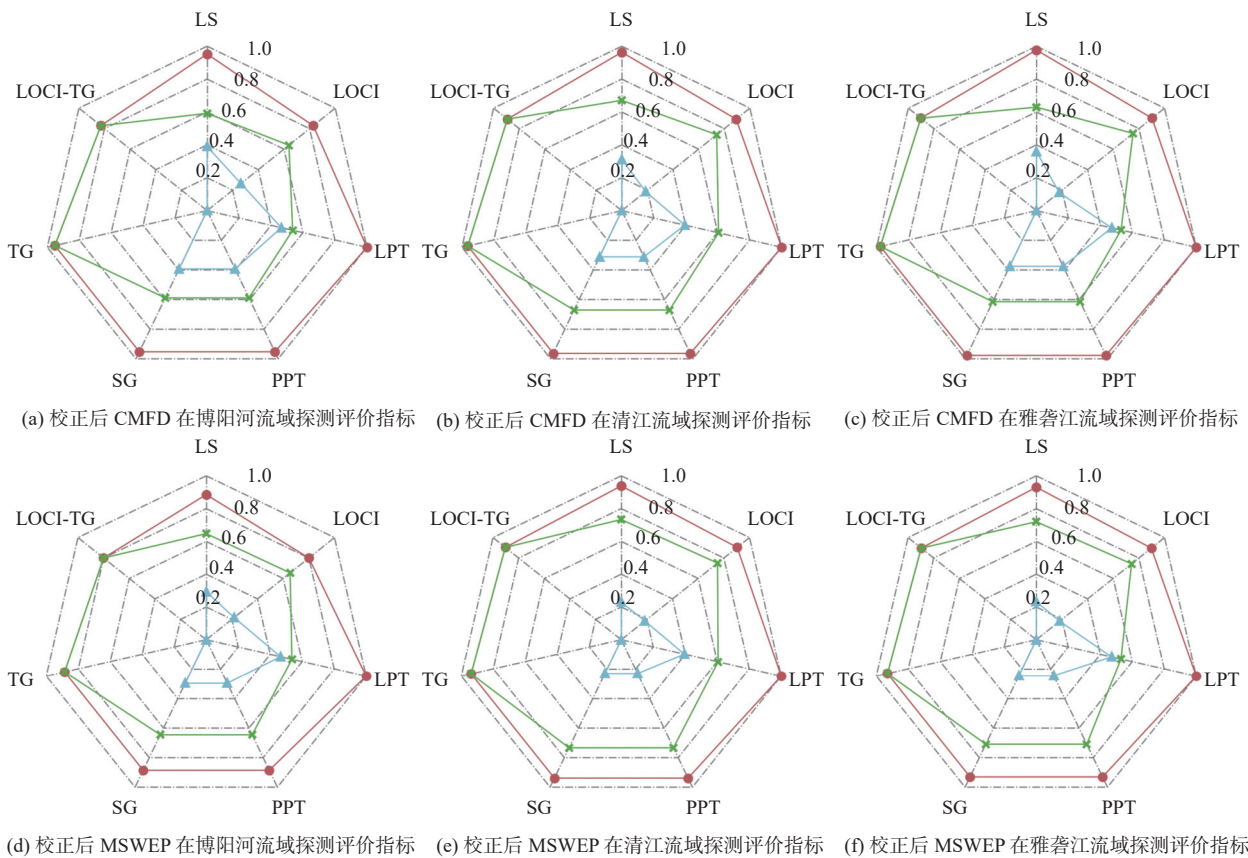 LS
1.0
0.8
0.6
0.4
0.2
LOCI-TG
LOCI
TG
LPT
SG
PPT
(a) 校正后 CMFD 在博阳河流域探测评价指标
LS
1.0
0.8
0.6
0.4
0.2
LOCI-TG
LOCI
TG
LPT
SG
PPT
(b) 校正后 CMFD 在清江流域探测评价指标
LS
1.0
0.8
0.6
0.4
0.2
LOCI-TG
LOCI
TG
LPT
SG
PPT
(c) 校正后 CMFD 在雅砻江流域探测评价指标
LS
1.0
0.8
0.6
0.4
0.2
LOCI-TG
LOCI
TG
LPT
SG
PPT
(d) 校正后 MSWEP 在博阳河流域探测评价指标
LS
1.0
0.8
0.6
0.4
0.2
LOCI-TG
LOCI
TG
LPT
SG
PPT
(e) 校正后 MSWEP 在清江流域探测评价指标
LS
1.0
0.8
0.6
0.4
0.2
LOCI-TG
LOCI
TG
LPT
SG
PPT
(f) 校正后 MSWEP 在雅砻江流域探测评价指标